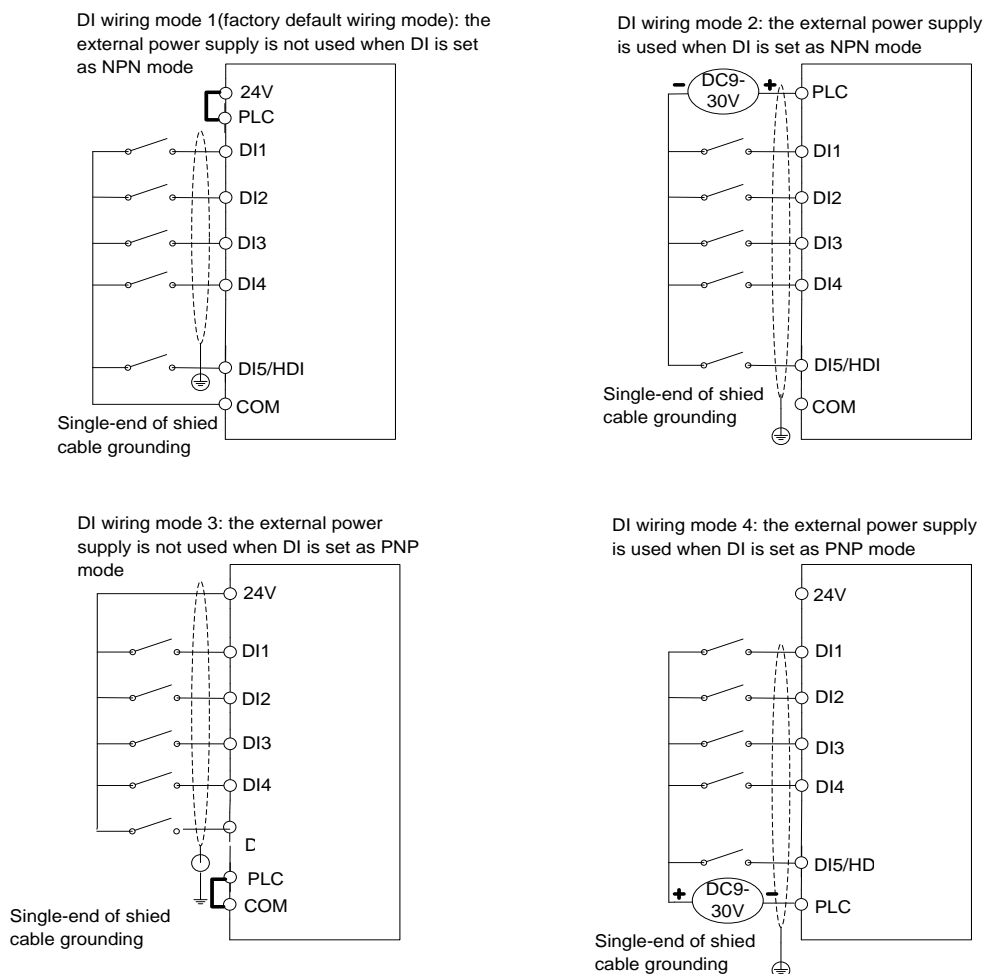 DI wiring mode 1(factory default wiring mode): the
external power supply is not used when DI is set
as NPN mode
24V
PLC
DI1
DI2
DI3
DI4
DI5/HDI
COM
Single-end of shied
cable grounding
DI wiring mode 2: the external power supply
is used when DI is set as NPN mode
- DC9- +
30V
PLC
DI1
DI2
DI3
DI4
DI5/HDI
COM
Single-end of shied
cable grounding
DI wiring mode 3: the external power
supply is not used when DI is set as PNP
mode
24V
DI1
DI2
DI3
DI4
PLC
COM
Single-end of shied
cable grounding
DI wiring mode 4: the external power supply
is used when DI is set as PNP mode
24V
DI1
DI2
DI3
DI4
DI5/HD
+ DC9- -
30V
PLC
Single-end of shied
cable grounding